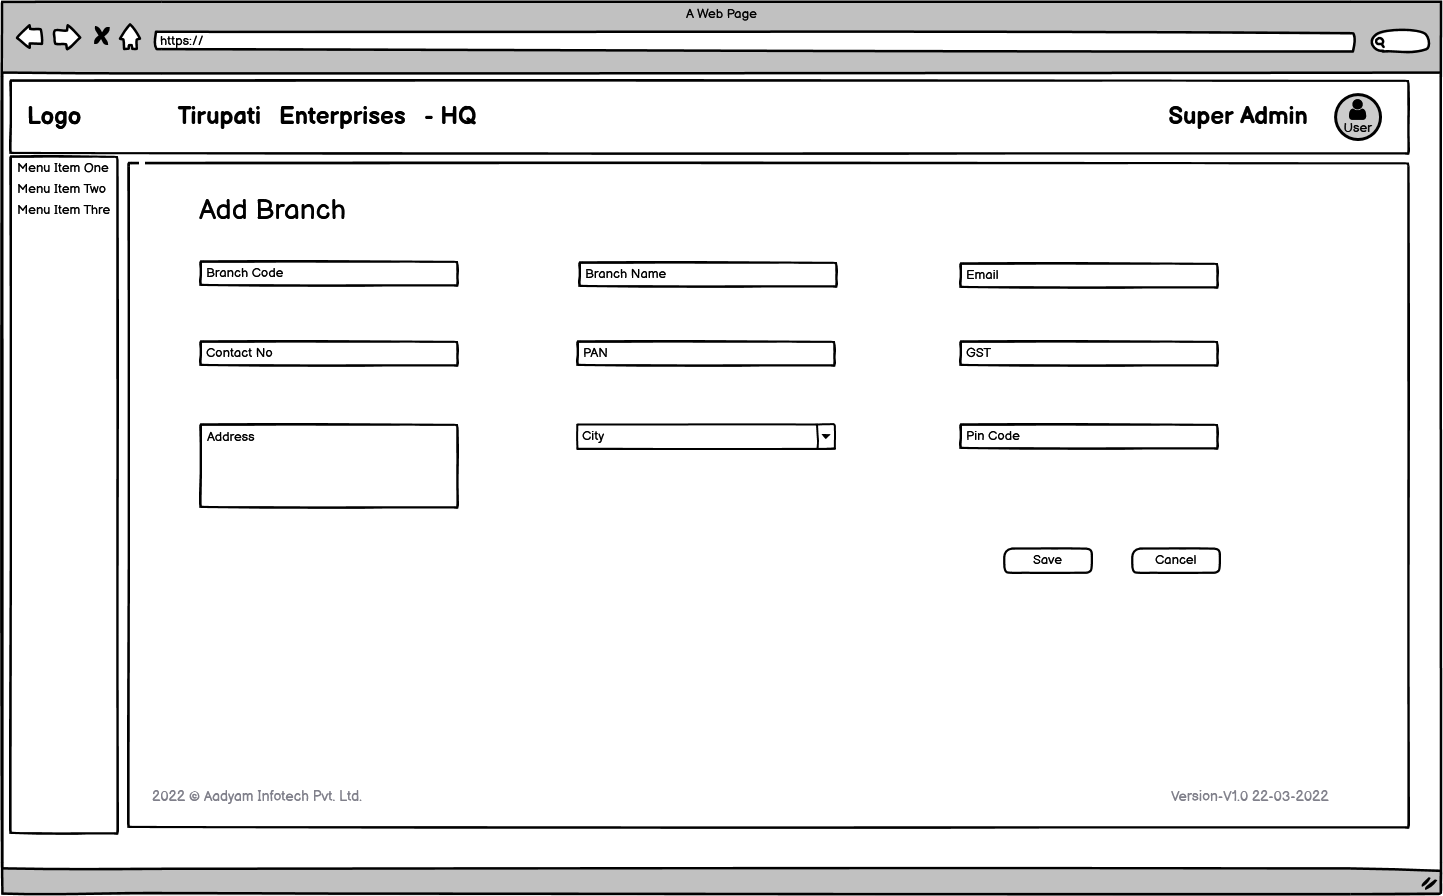 A Web Page
https://
Logo
Tirupati Enterprises - HQ
Super Admin
User
Menu Item One
Menu Item Two
Menu Item Thre
Add Branch
Branch Code
Branch Name
Email
Contact No
PAN
GST
Address
City
Pin Code
Save
Cancel
2022 © Aadyam Infotech Pvt. Ltd.
Version-V1.0 22-03-2022